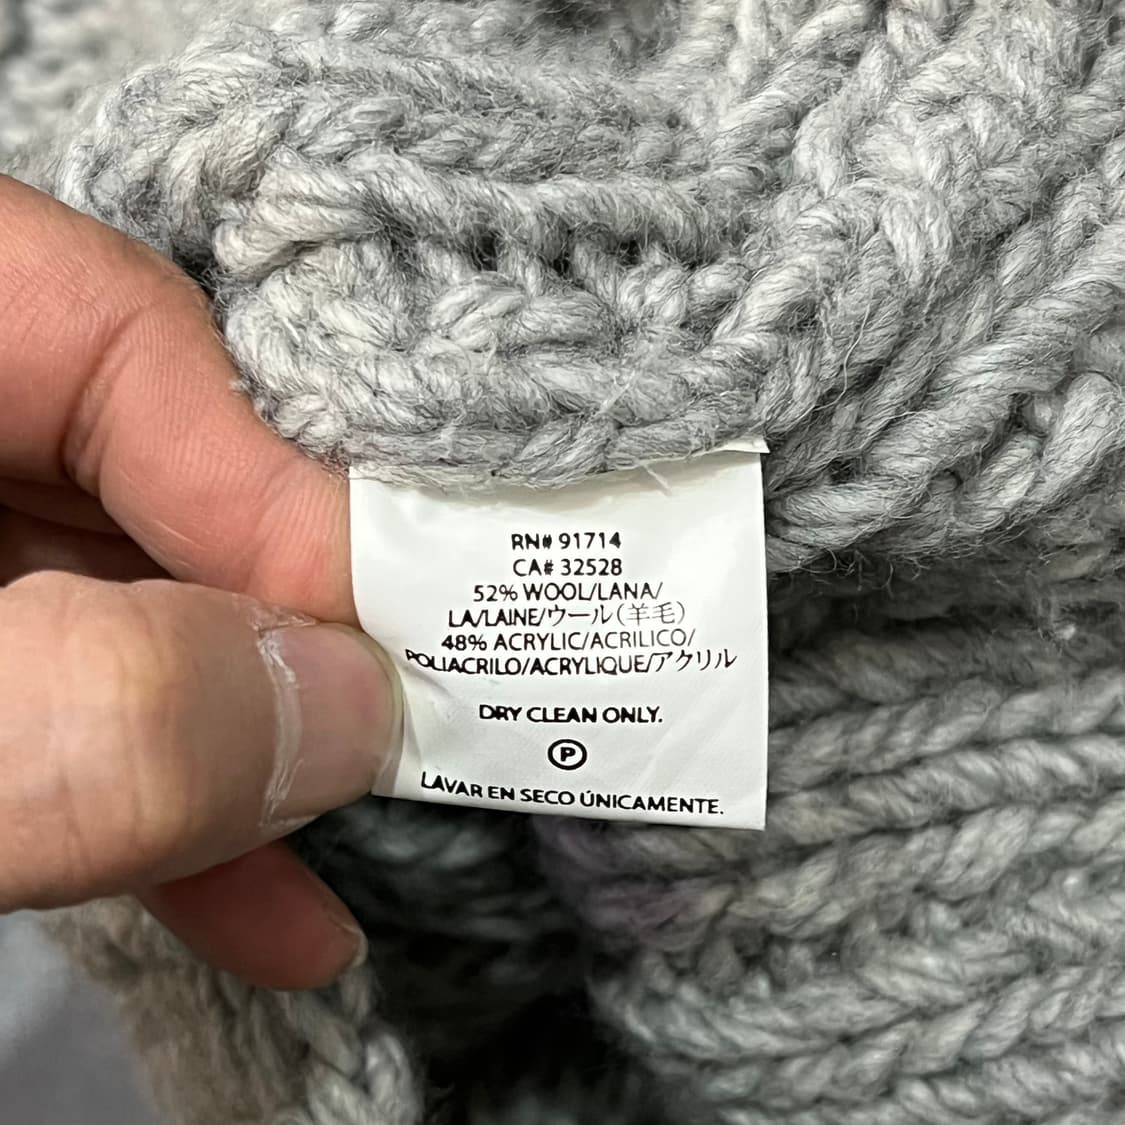 RN# 91714
CA# 32528
52% WOOL/LANA/
LA/LAINE/ウール(羊毛)
48% ACRYLIC/ACRILICO/
POLIACRILO/ACRYLIQUE/アクリル
DRY CLEAN ONLY.
P
LAVAR EN SECO ÚNICAMENTE.